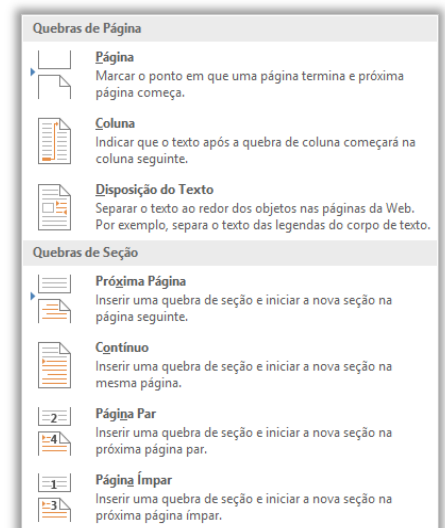 Quebras de Página
Página
Marcar o ponto em que uma página termina e próxima
página começa.
Coluna
Indicar que o texto após a quebra de coluna começará na
coluna seguinte.
Disposição do Texto
Separar o texto ao redor dos objetos nas páginas da Web.
Por exemplo, separa o texto das legendas do corpo de texto.
Quebras de Seção
Próxima Página
Inserir uma quebra de seção e iniciar a nova seção na
página seguinte.
Contínuo
Inserir uma quebra de seção e iniciar a nova seção na
mesma página.
2
4
Página Par
Inserir uma quebra de seção e iniciar a nova seção na
próxima página par.
1
3
Página Ímpar
Inserir uma quebra de seção e iniciar a nova seção na
próxima página ímpar.